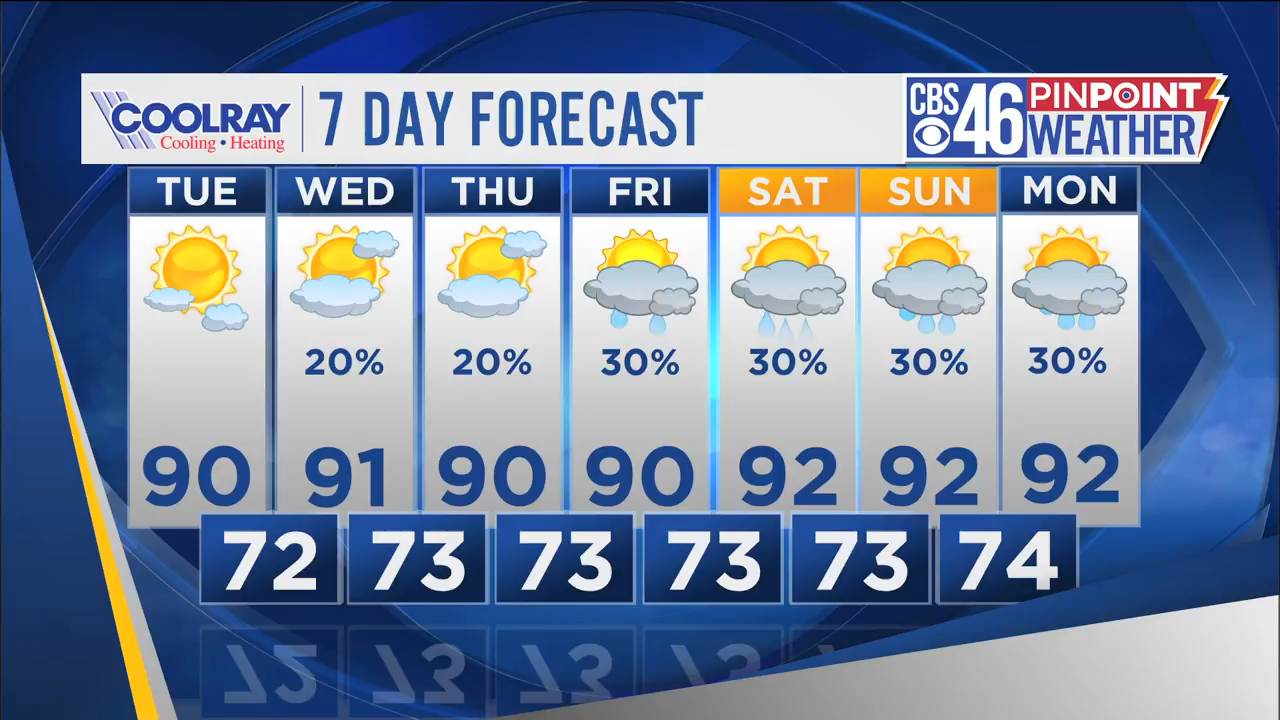 COOLRAY
Cooling • Heating
7 DAY FORECAST
CBS 46 PINPOINT
WEATHER
TUE WED THU FRI SAT SUN MON
20% 20% 30% 30% 30% 30%
90 91 90 90 92 92 92
72 73 73 73 73 74